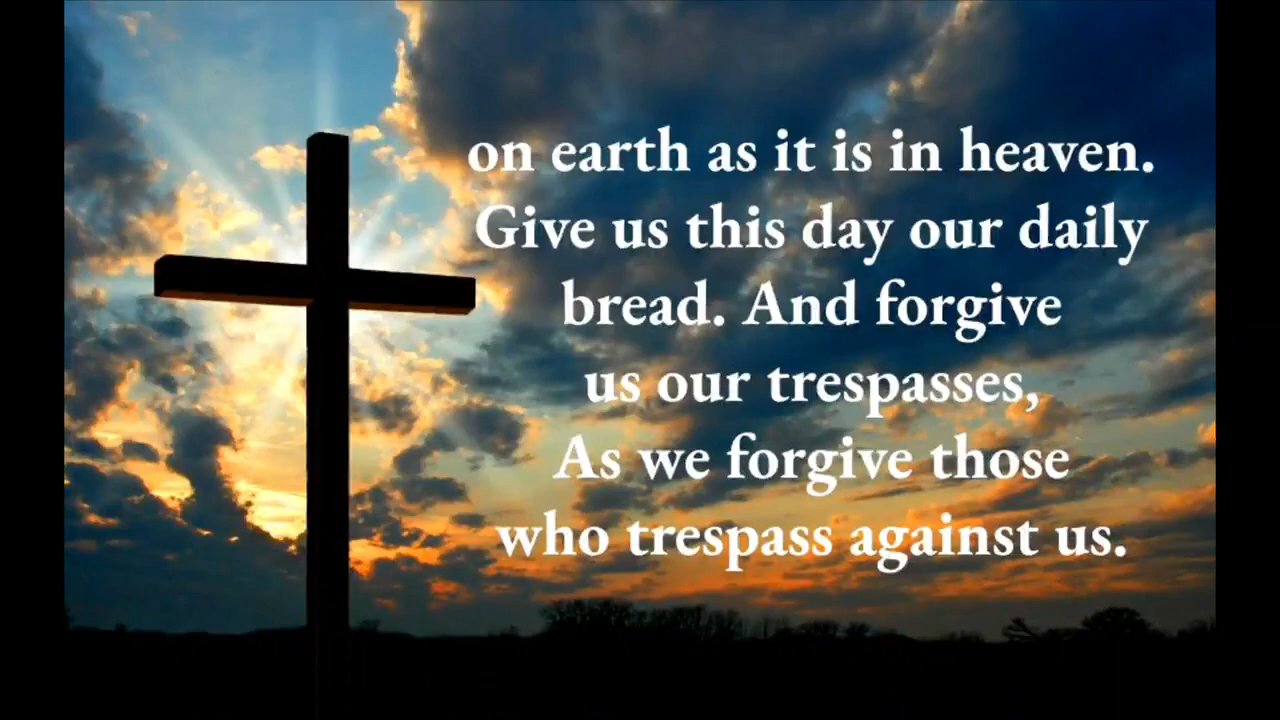 on earth as it is in heaven.
Give us this day our daily
bread. And forgive
us our trespasses,
As we forgive those
who trespass against us.